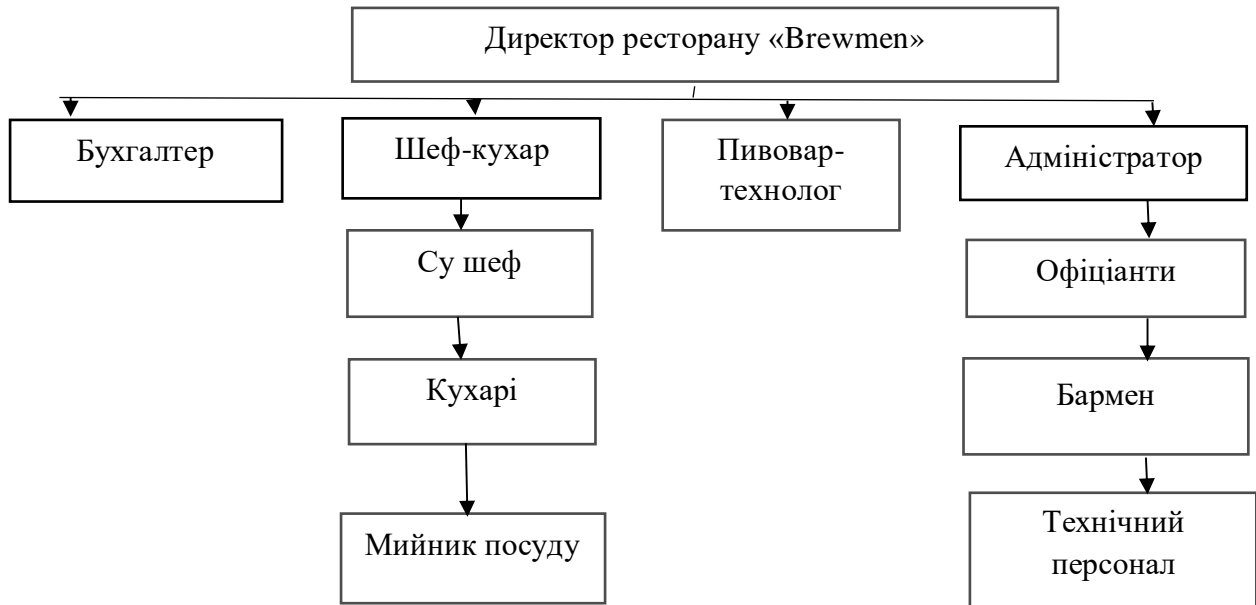 Директор ресторану «Brewmen»
Бухгалтер
Шеф-кухар
Пивовар-
технолог
Адміністратор
Су шеф
Офіціанти
Кухарі
Бармен
Мийник посуду
Технічний
персонал